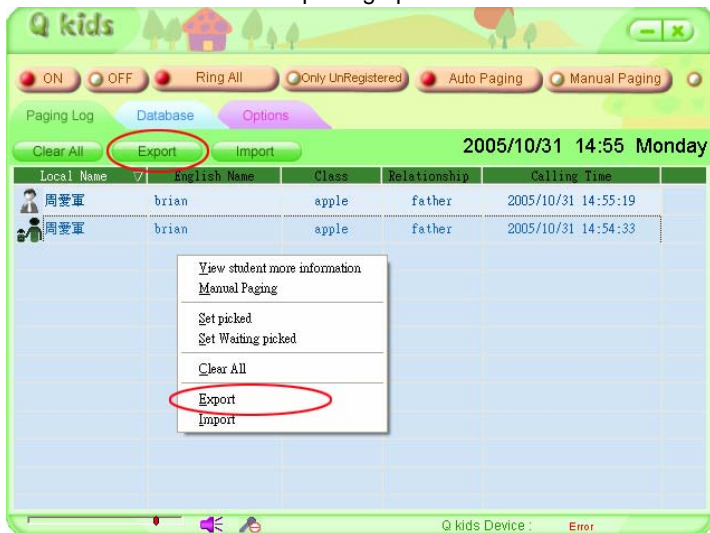 Q kids
ON OFF Ring All Only UnRegistered Auto Paging Manual Paging
Paging Log Database Options
Clear All Export Import 2005/10/31 14:55 Monday
Local Name English Name Class Relationship Calling Time
周愛軍 brian apple father 2005/10/31 14:55:19
周愛軍 brian apple father 2005/10/31 14:54:33
View student more information
Manual Paging
Set picked
Set Waiting picked
Clear All
Export
Import
Q kids Device : Error